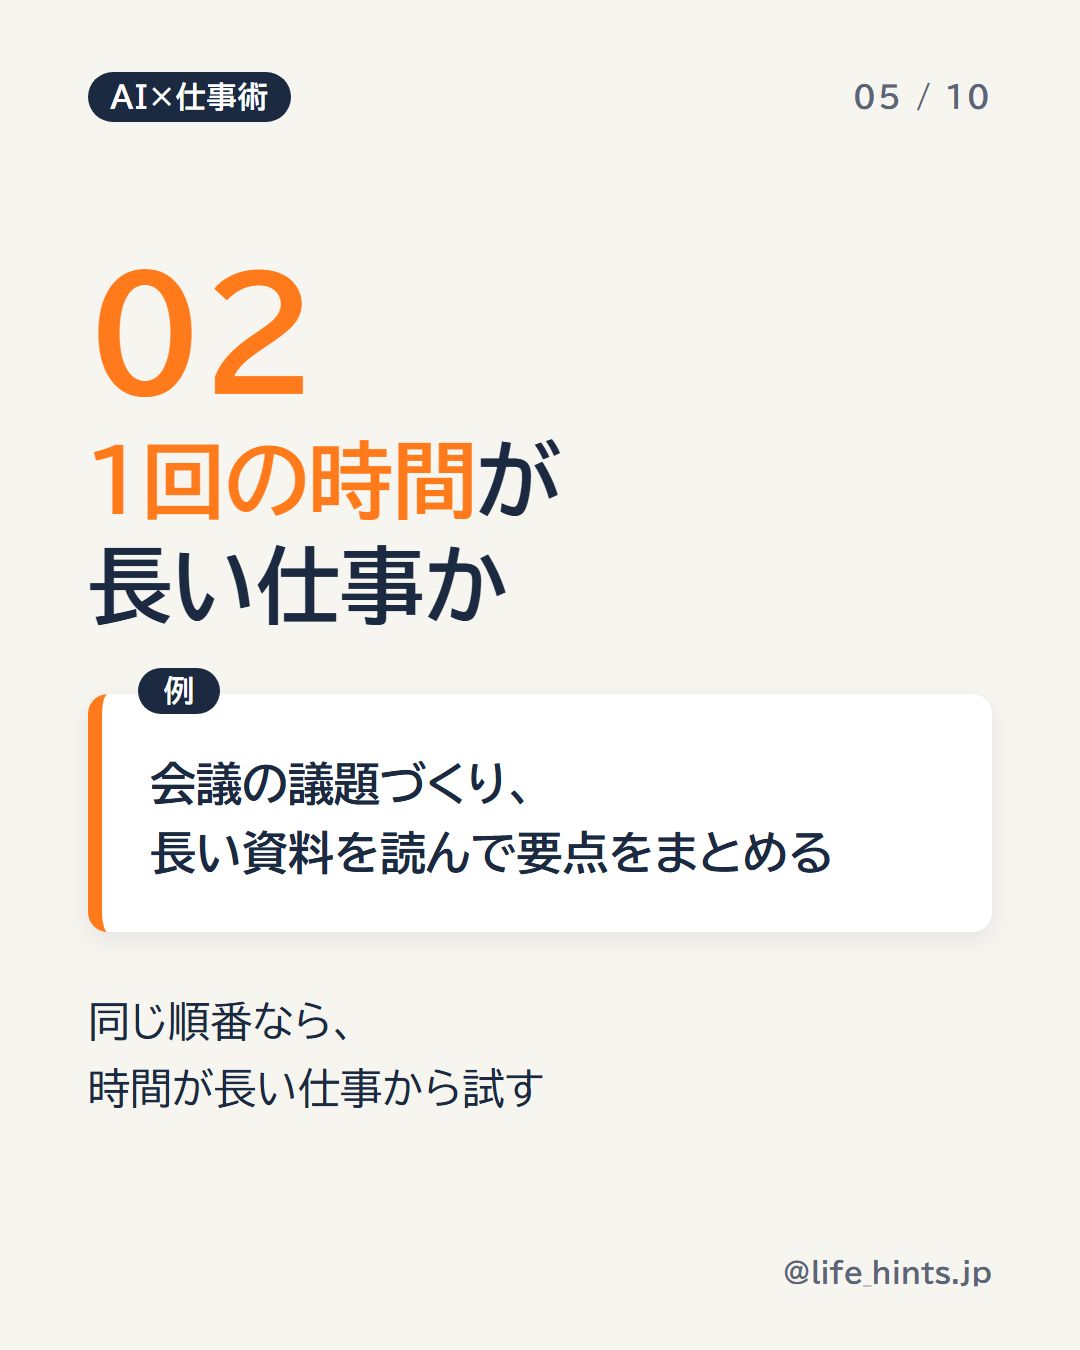 AI×仕事術
05 / 10
02
1回の時間が
長い仕事か
例
会議の議題づくり、
長い資料を読んで要点をまとめる
同じ順番なら、
時間が長い仕事から試す
@life_hints.jp